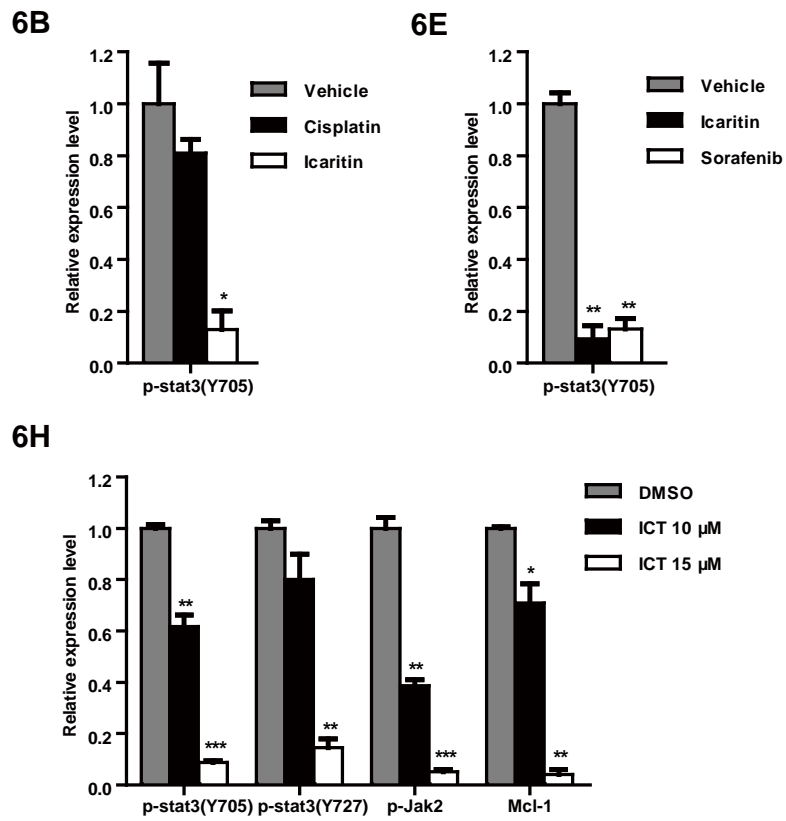 6B
1.2
1.0
0.8
0.6
0.4
0.2
0.0
Relative expression level
Vehicle
Cisplatin
Icaritin
*
p-stat3(Y705)
6E
1.2
1.0
0.8
0.6
0.4
0.2
0.0
Relative expression level
Vehicle
Icaritin
Sorafenib
**
**
p-stat3(Y705)
6H
1.2
1.0
0.8
0.6
0.4
0.2
0.0
Relative expression level
DMSO
ICT 10 µM
ICT 15 µM
**
***
**
**
***
*
**
p-stat3(Y705) p-stat3(Y727) p-Jak2 Mcl-1